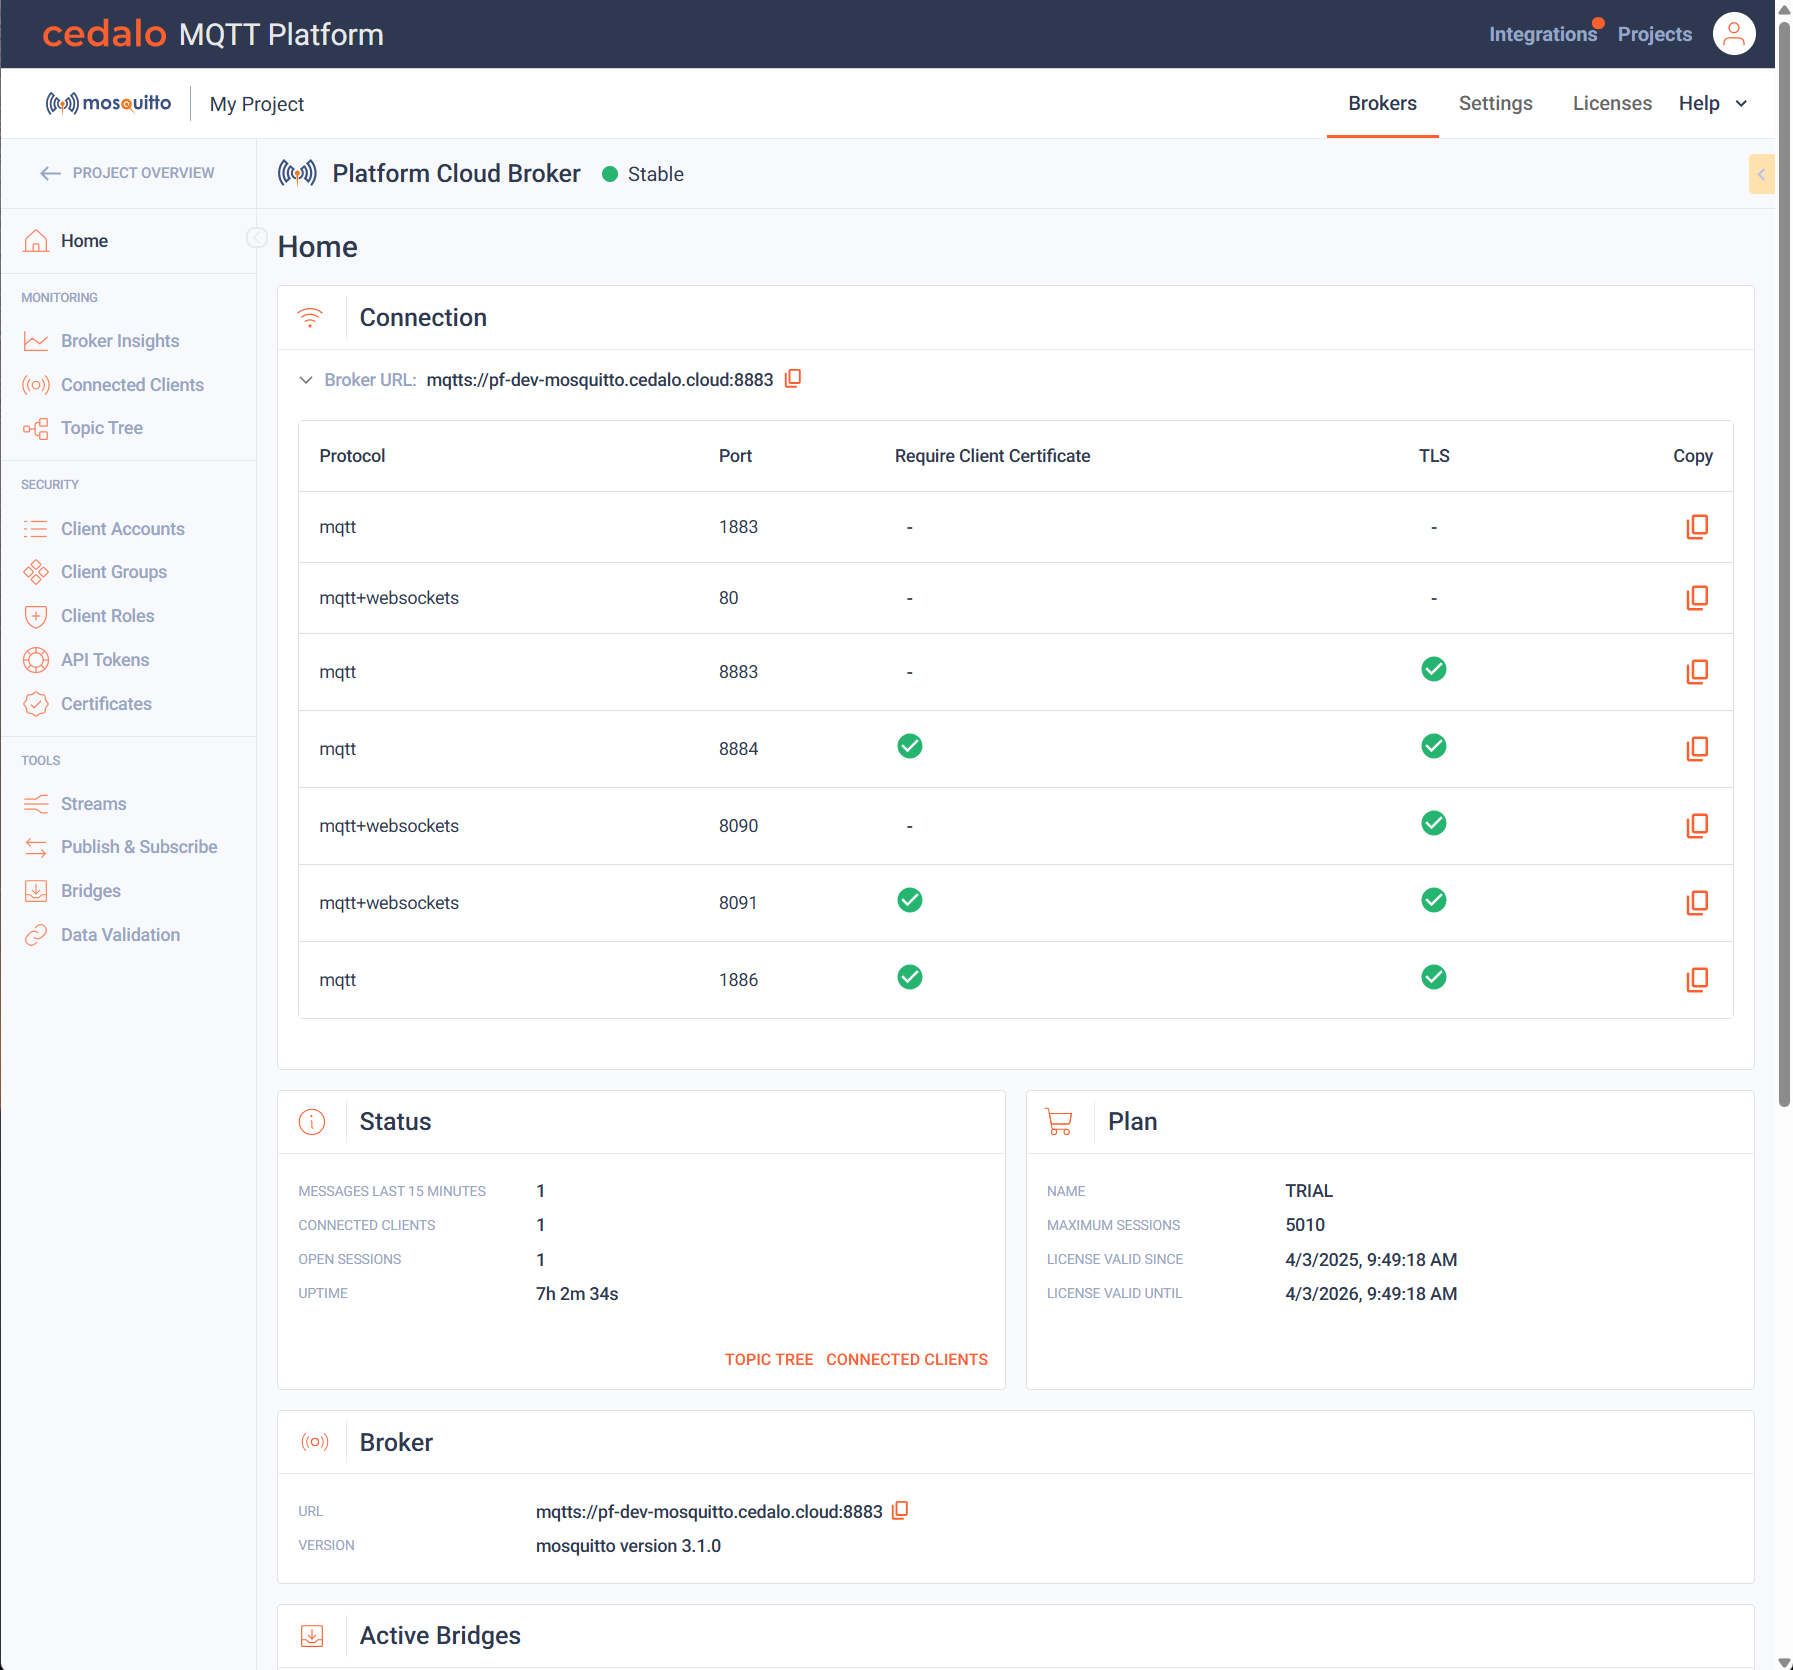 cedalo MQTT Platform
Integrations Projects
mosquitto My Project
Brokers Settings Licenses Help
PROJECT OVERVIEW
Platform Cloud Broker Stable
Home
MONITORING
Broker Insights
Connected Clients
Topic Tree
SECURITY
Client Accounts
Client Groups
Client Roles
API Tokens
Certificates
TOOLS
Streams
Publish & Subscribe
Bridges
Data Validation
Home
Connection
Broker URL: mqtts://pf-dev-mosquitto.cedalo.cloud:8883
Protocol Port Require Client Certificate TLS Copy
mqtt 1883 - -
mqtt+websockets 80 - -
mqtt 8883 -
mqtt 8884
mqtt+websockets 8090 -
mqtt+websockets 8091
mqtt 1886
Status
MESSAGES LAST 15 MINUTES 1
CONNECTED CLIENTS 1
OPEN SESSIONS 1
UPTIME 7h 2m 34s
TOPIC TREE CONNECTED CLIENTS
Plan
NAME TRIAL
MAXIMUM SESSIONS 5010
LICENSE VALID SINCE 4/3/2025, 9:49:18 AM
LICENSE VALID UNTIL 4/3/2026, 9:49:18 AM
Broker
URL mqtts://pf-dev-mosquitto.cedalo.cloud:8883
VERSION mosquitto version 3.1.0
Active Bridges